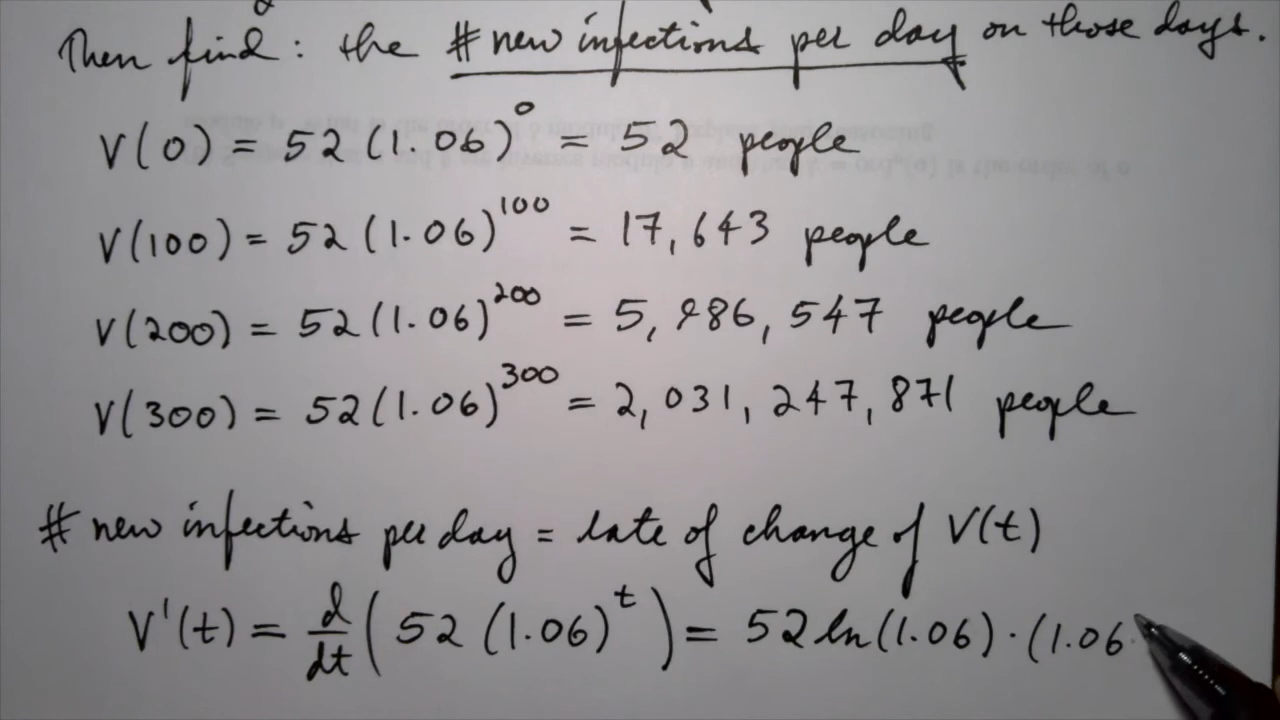 Then find: the # new infections per day on those days.
V(0) = 52(1.06)^0 = 52 people
V(100) = 52(1.06)^100 = 17,643 people
V(200) = 52(1.06)^200 = 5,986,547 people
V(300) = 52(1.06)^300 = 2,031,247,871 people
# new infections per day = rate of change of V(t)
V'(t) = d/dt(52(1.06)^t) = 52 ln(1.06)·(1.06